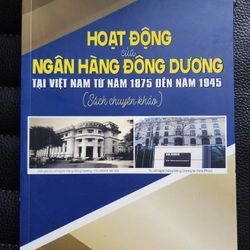 HOẠT ĐỘNG
của
NGÂN HÀNG ĐÔNG DƯƠNG
TẠI VIỆT NAM TỪ NĂM 1875 ĐẾN NĂM 1945
(Sách chuyên khảo)